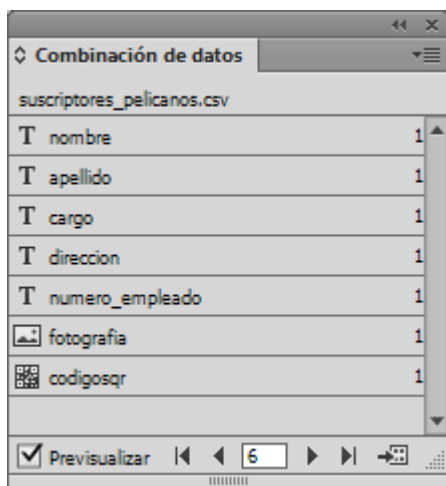 Combinación de datos
suscriptores_pelicanos.csv
T nombre 1
T apellido 1
T cargo 1
T direccion 1
T numero_empleado 1
fotografia 1
codigosqr 1
Previsualizar 6